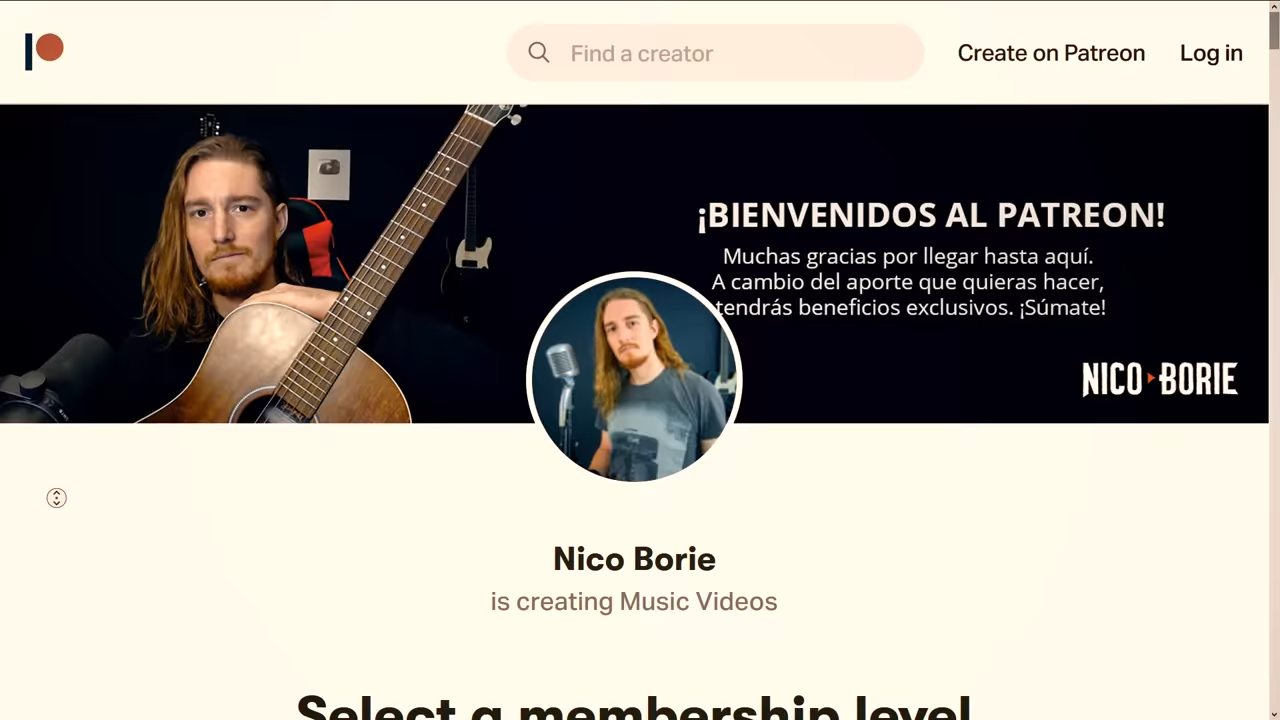 Find a creator
Create on Patreon
Log in
¡BIENVENIDOS AL PATREON!
Muchas gracias por llegar hasta aquí.
A cambio del aporte que quieras hacer,
tendrás beneficios exclusivos. ¡Súmate!
NICO BORIE
Nico Borie
is creating Music Videos
Select a membership level